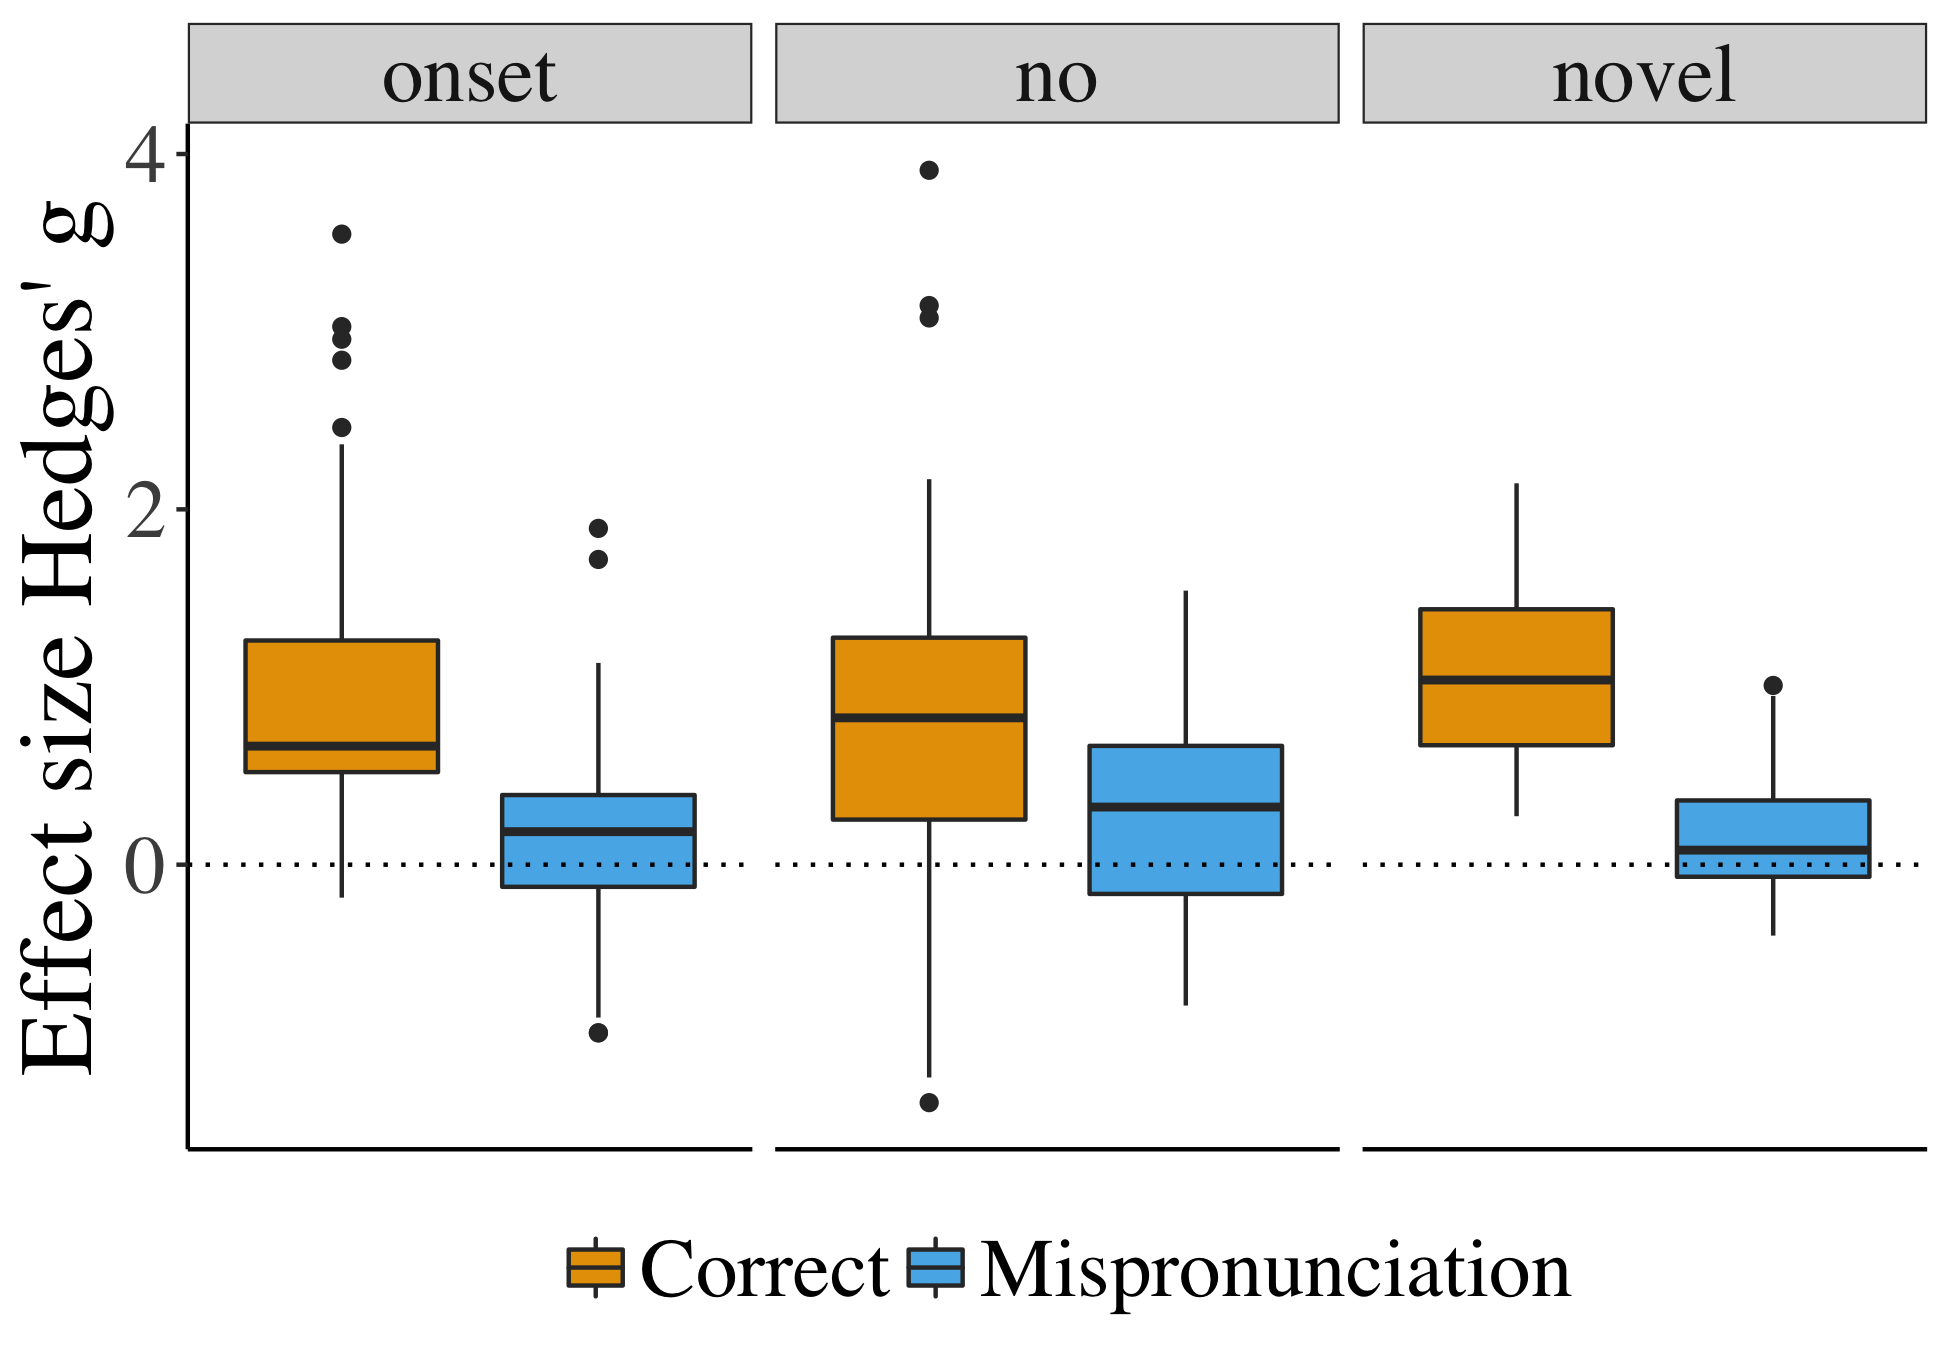 onset no novel
4
2
0
Effect size Hedges' g
Correct Mispronunciation